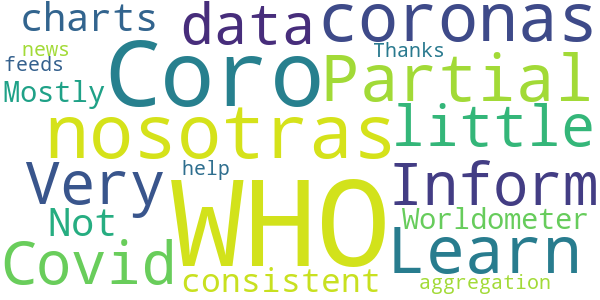 charts
data
coronas
news
feeds
Coro
Thanks
Partial
Mostly
nosotras
little
Very
help
Inform
WHO
Not
Worldometer
Covid
Learn
consistent
aggregation